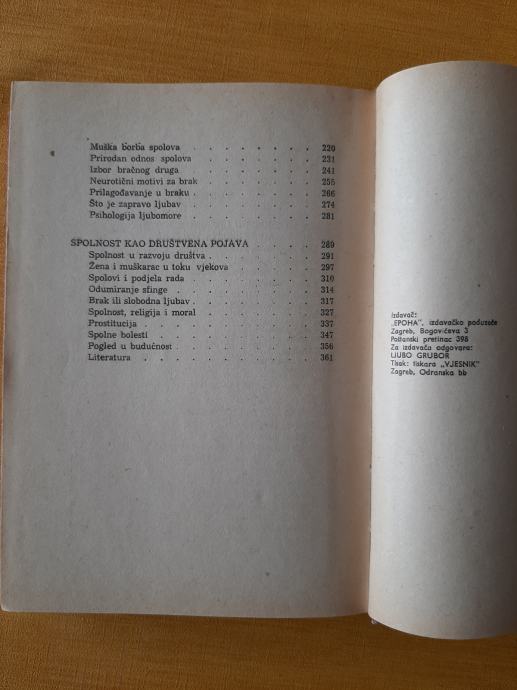 Muška borba spolova . . . . . . . 220
Prirodan odnos spolova . . . . . . 231
Izbor bračnog druga . . . . . . . 241
Neurotični motivi za brak . . . . . . 255
Prilagođavanje u braku . . . . . . 266
Što je zapravo ljubav . . . . . . 274
Psihologija ljubomore . . . . . . 281
SPOLNOST KAO DRUŠTVENA POJAVA . . . . 289
Spolnost u razvoju društva . . . . . 291
Žena i muškarac u toku vjekova . . . . 297
Spolovi i podjela rada . . . . . . 310
Odumiranje sfinge . . . . . . . 314
Brak ili slobodna ljubav . . . . . . 317
Spolnost, religija i moral . . . . . . 327
Prostitucija . . . . . . . . 337
Spolne bolesti . . . . . . . . 347
Pogled u budućnost . . . . . . . 356
Literatura . . . . . . . . . 361
Izdavač:
„EPOHA", izdavačko poduzeće
Zagreb, Bogovićeva 3
Poštanski pretinac 398
Za izdavača odgovara:
LJUBO GRUBOR
Tisak: tiskara „VJESNIK"
Zagreb, Odranska bb